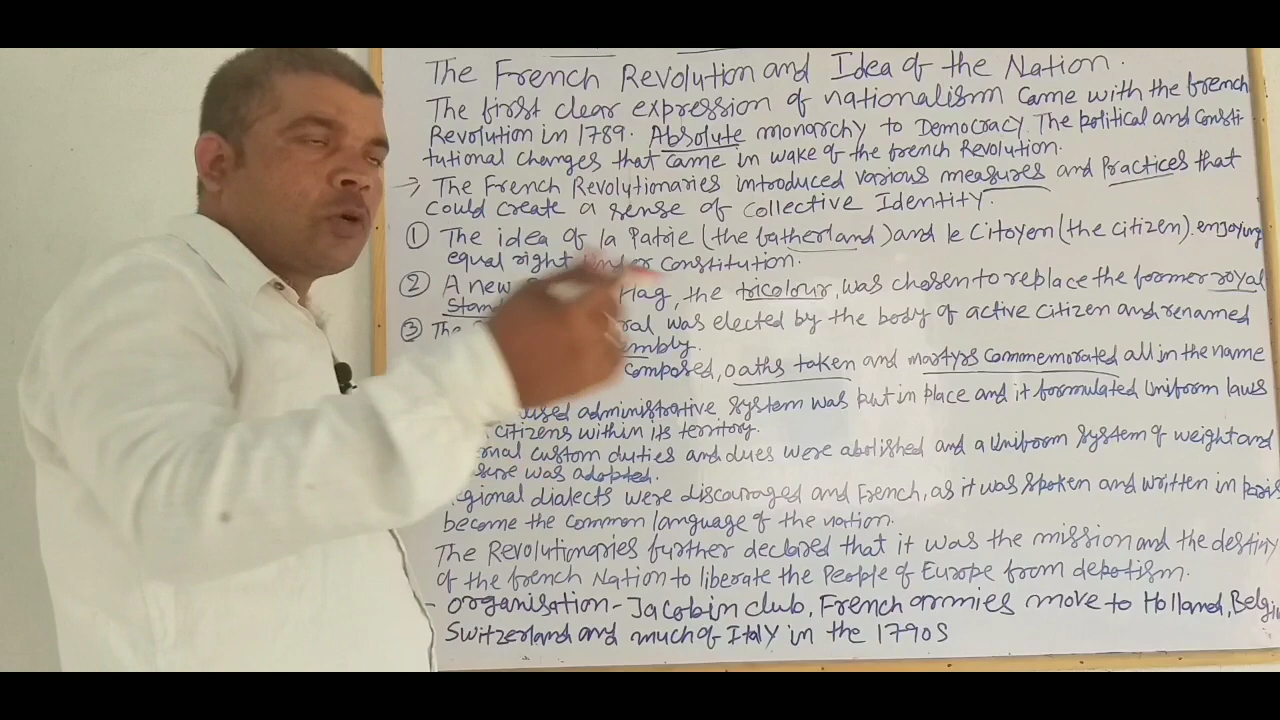 The French Revolution and Idea of the Nation.
The first clear expression of nationalism came with the french
Revolution in 1789. Absolute monarchy to Democracy. The political and consti
tutional changes that came in wake of the french Revolution.
→ The French Revolutionaries introduced various measures and Practices that
could create a sense of collective Identity.
① The idea of la Patrie (the fatherland) and le Citoyen (the citizen). enjoying
equal right under constitution.
② A new flag, the tricolour, was chosen to replace the former royal
Stan
③ The ral was elected by the body of active citizen and renamed
embly.
composed, oaths taken and martyrs commemorated all in the name
ised administrative system was put in place and it formulated Uniform laws
citizens within its territory.
rnal custom duties and dues were abolished and a Uniform system of weight and
sure was adopted.
gional dialects were discouraged and French, as it was spoken and written in paris
become the common language of the nation.
The Revolutionaries further declared that it was the mission and the destiny
of the french Nation to liberate the People of Europe from depotism.
- Organisation - Jacobin club, French armies move to Holland, Belgiu
Switzerland and much of Italy in the 1790s